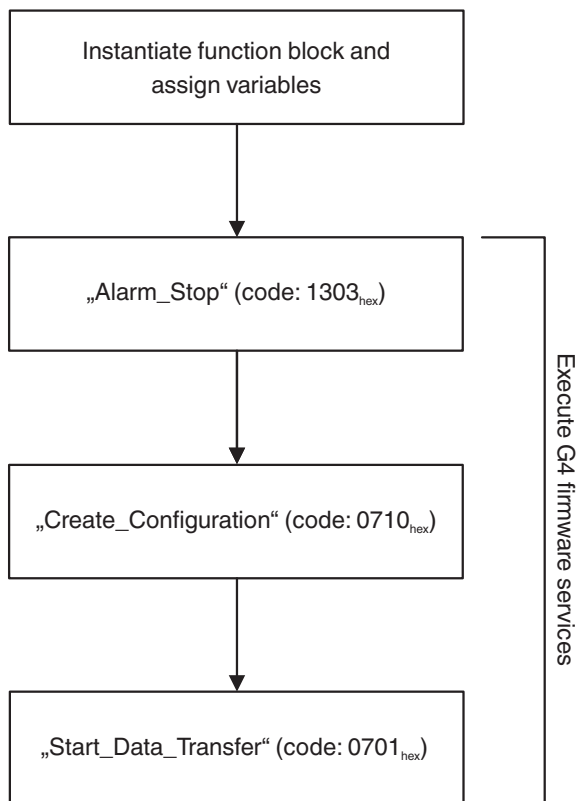 Instantiate function block and
assign variables
„Alarm_Stop“ (code: 1303hex)
„Create_Configuration“ (code: 0710hex)
„Start_Data_Transfer“ (code: 0701hex)
Execute G4 firmware services